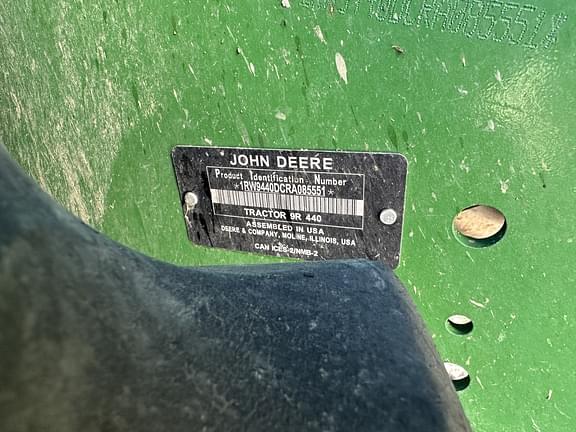 JOHN DEERE
Product Identification Number
*1RW9440DCRA085551*
TRACTOR 9R 440
ASSEMBLED IN USA
DEERE & COMPANY, MOLINE, ILLINOIS, USA
CAN ICES-2/NMB-2